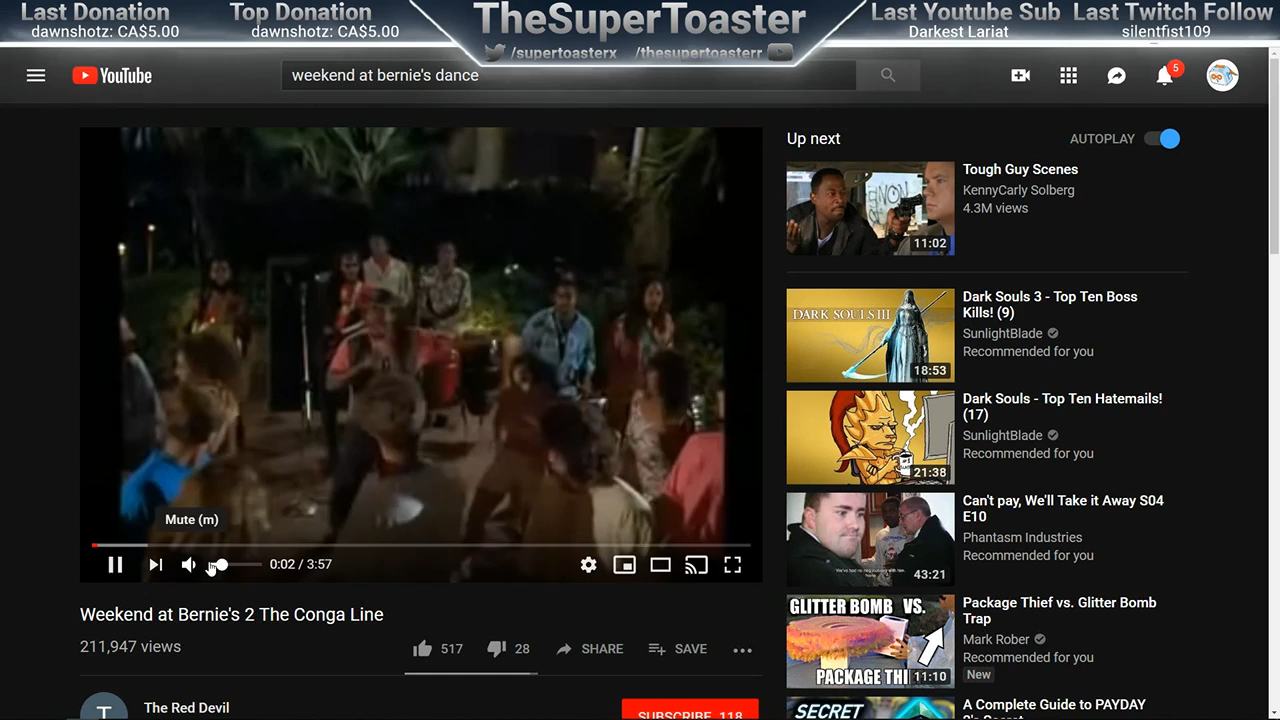 Last Donation
dawnshotz: CA$5.00
Top Donation
dawnshotz: CA$5.00
TheSuperToaster
/supertoasterx /thesupertoasterr
Last Youtube Sub
Darkest Lariat
Last Twitch Follow
silentfist109
YouTube
weekend at bernie's dance
5
Mute (m)
0:02 / 3:57
Weekend at Bernie's 2 The Conga Line
211,947 views
517
28
SHARE
SAVE
T
The Red Devil
SUBSCRIBE 118
Up next
AUTOPLAY
11:02
Tough Guy Scenes
KennyCarly Solberg
4.3M views
DARK SOULS III
18:53
Dark Souls 3 - Top Ten Boss
Kills! (9)
SunlightBlade
Recommended for you
21:38
Dark Souls - Top Ten Hatemails!
(17)
SunlightBlade
Recommended for you
43:21
Can't pay, We'll Take it Away S04
E10
Phantasm Industries
Recommended for you
GLITTER BOMB VS.
PACKAGE THI
11:10
Package Thief vs. Glitter Bomb
Trap
Mark Rober
Recommended for you
New
SECRET
A Complete Guide to PAYDAY